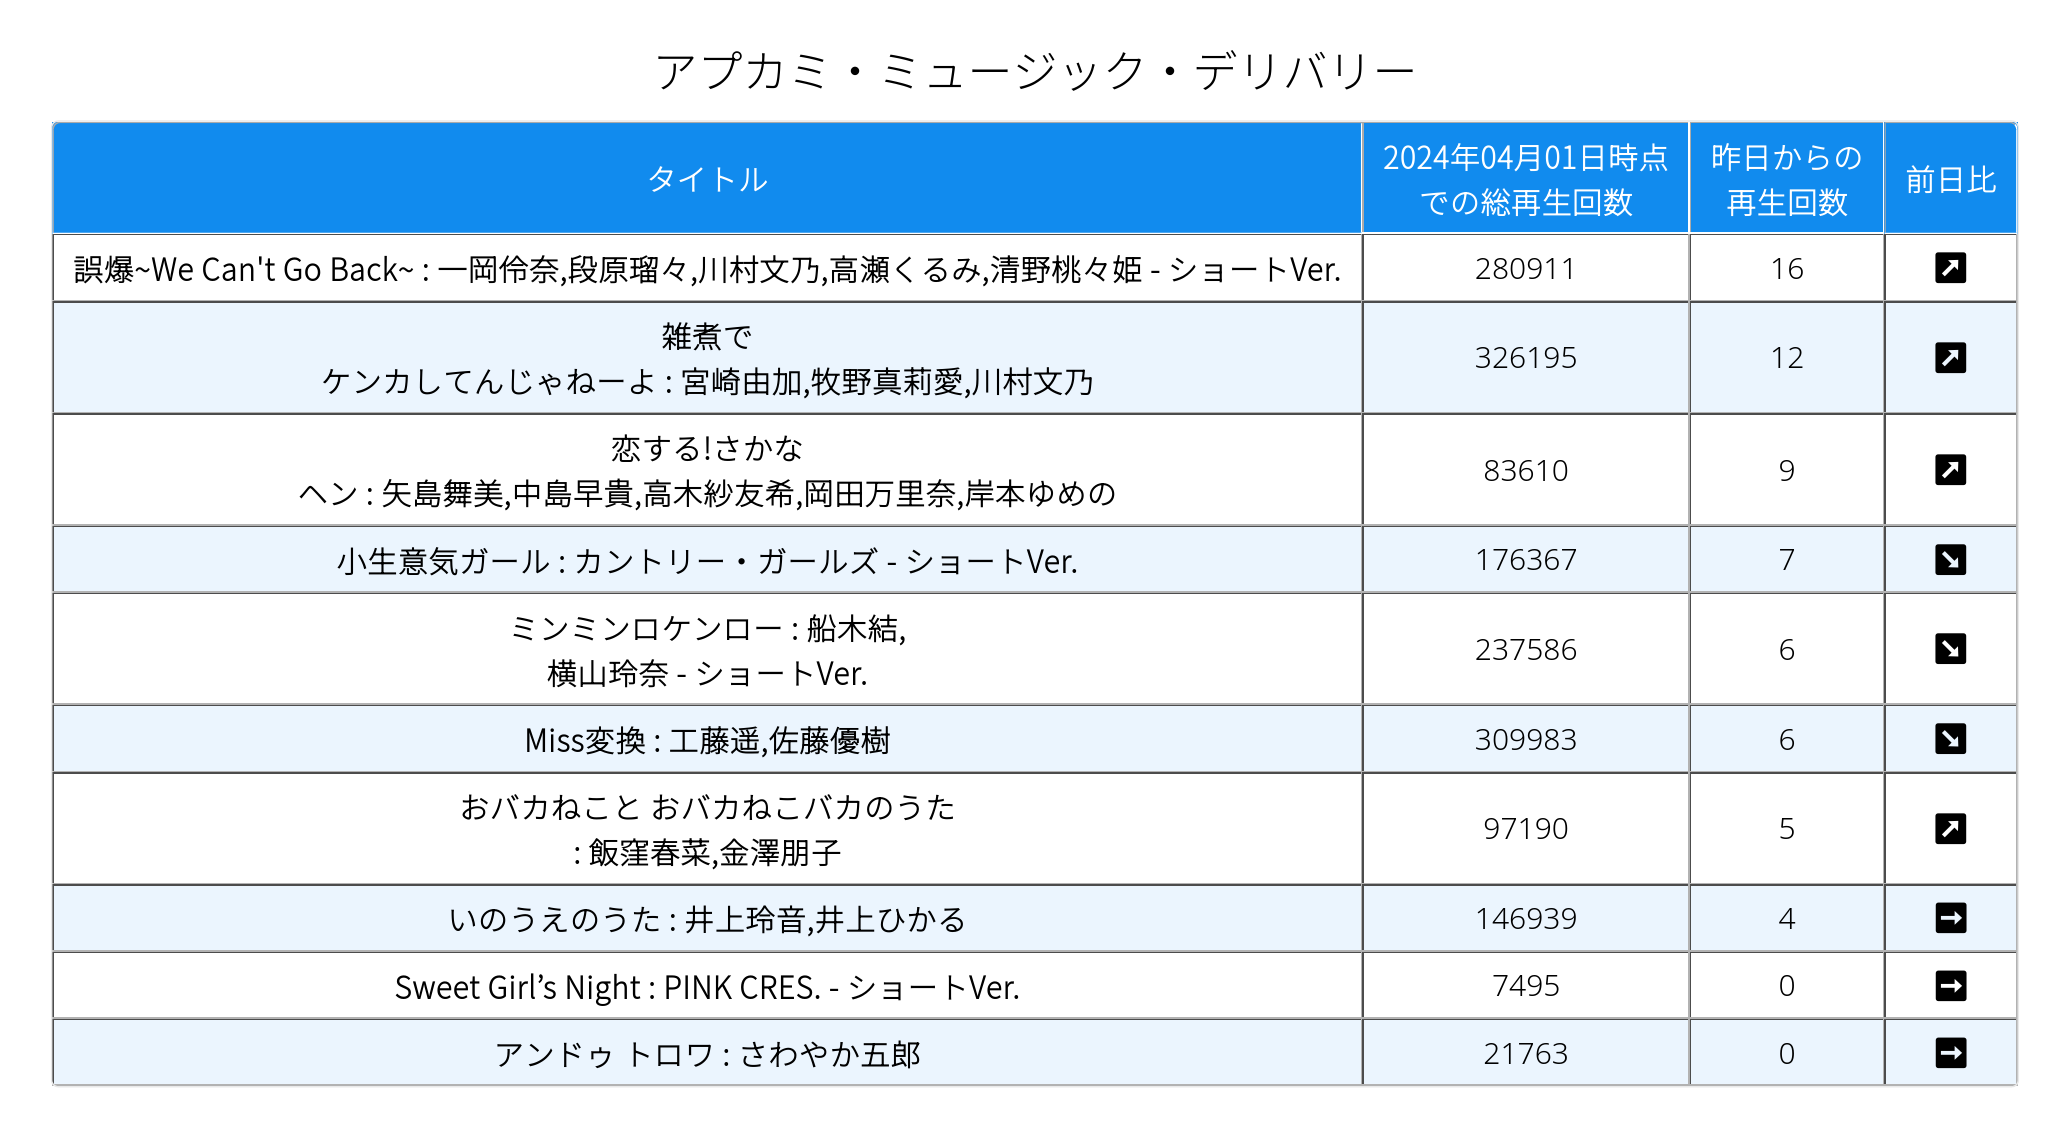 アプカミ・ミュージック・デリバリー
タイトル
2024年04月01日時点
での総再生回数
昨日からの
再生回数
前日比
誤爆~We Can't Go Back~ : 一岡伶奈,段原瑠々,川村文乃,高瀬くるみ,清野桃々姫 - ショートVer.
280911
16
雑煮で
ケンカしてんじゃねーよ : 宮崎由加,牧野真莉愛,川村文乃
326195
12
恋する!さかな
ヘン : 矢島舞美,中島早貴,高木紗友希,岡田万里奈,岸本ゆめの
83610
9
小生意気ガール : カントリー・ガールズ - ショートVer.
176367
7
ミンミンロケンロー : 船木結,
横山玲奈 - ショートVer.
237586
6
Miss変換 : 工藤遥,佐藤優樹
309983
6
おバカねこと おバカねこバカのうた
: 飯窪春菜,金澤朋子
97190
5
いのうえのうた : 井上玲音,井上ひかる
146939
4
Sweet Girl’s Night : PINK CRES. - ショートVer.
7495
0
アンドゥ トロワ : さわやか五郎
21763
0